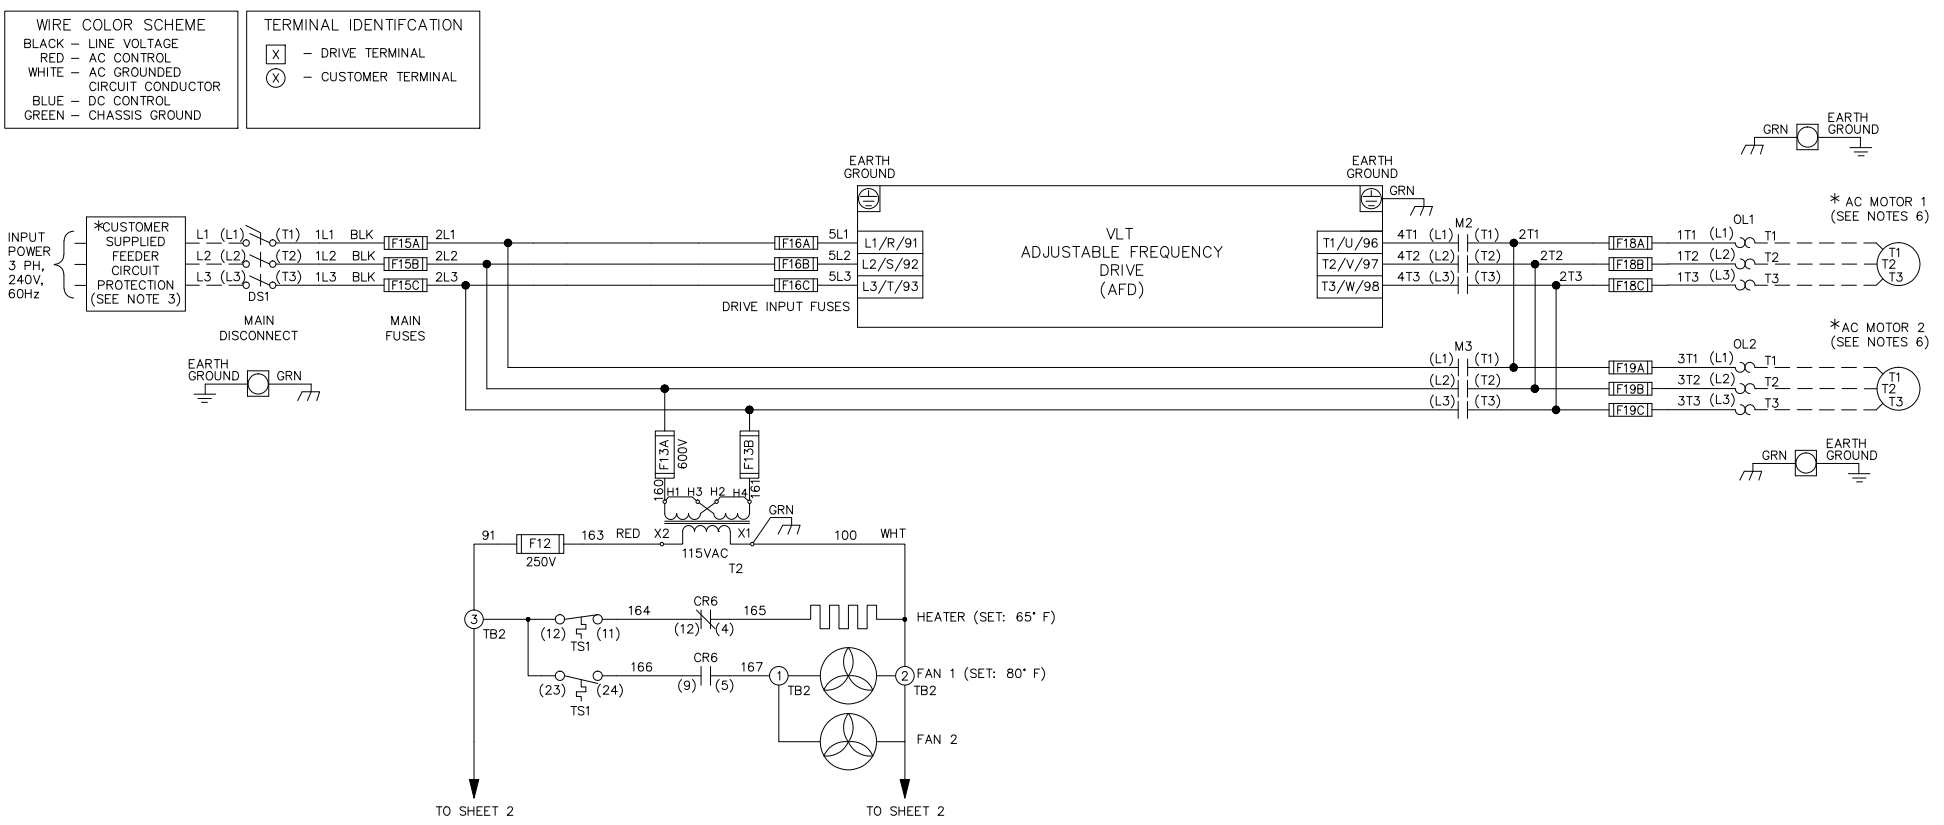 WIRE COLOR SCHEME
BLACK – LINE VOLTAGE
RED – AC CONTROL
WHITE – AC GROUNDED
CIRCUIT CONDUCTOR
BLUE – DC CONTROL
GREEN – CHASSIS GROUND
TERMINAL IDENTIFCATION
X – DRIVE TERMINAL
X – CUSTOMER TERMINAL
GRN
EARTH
GROUND
EARTH
GROUND
EARTH
GROUND
GRN
INPUT
POWER
3 PH,
240V,
60Hz
*CUSTOMER
SUPPLIED
FEEDER
CIRCUIT
PROTECTION
(SEE NOTE 3)
L1 (L1) (T1) 1L1 BLK F15A 2L1
L2 (L2) (T2) 1L2 BLK F15B 2L2
L3 (L3) (T3) 1L3 BLK F15C 2L3
DS1
MAIN
DISCONNECT
MAIN
FUSES
F16A 5L1 L1/R/91
F16B 5L2 L2/S/92
F16C 5L3 L3/T/93
DRIVE INPUT FUSES
VLT
ADJUSTABLE FREQUENCY
DRIVE
(AFD)
M2
T1/U/96 4T1 (L1) (T1) 2T1 F18A 1T1 (L1) T1
T2/V/97 4T2 (L2) (T2) 2T2 F18B 1T2 (L2) T2
T3/W/98 4T3 (L3) (T3) 2T3 F18C 1T3 (L3) T3
OL1
* AC MOTOR 1
(SEE NOTES 6)
T1
T2
T3
EARTH
GROUND
GRN
M3
(L1) (T1) F19A 3T1 (L1) T1
(L2) (T2) F19B 3T2 (L2) T2
(L3) (T3) F19C 3T3 (L3) T3
OL2
*AC MOTOR 2
(SEE NOTES 6)
T1
T2
T3
GRN
EARTH
GROUND
F13A
600V
F13B
160
H1 H3 H2 H4
161
GRN
91 F12 163 RED X2 X1 100 WHT
250V
115VAC
T2
3
TB2
164 CR6 165
(12) (11) (12) (4)
TS1
HEATER (SET: 65° F)
166 CR6 167
(23) (24) (9) (5)
TS1
1
TB2
2
TB2
FAN 1 (SET: 80° F)
FAN 2
TO SHEET 2
TO SHEET 2